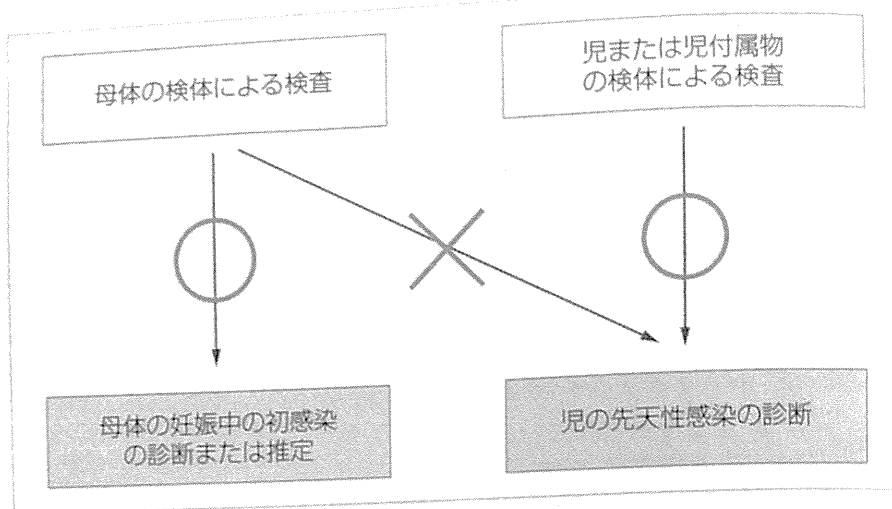 母体の検体による検査
児または児付属物
の検体による検査
母体の妊娠中の初感染
の診断または推定
児の先天性感染の診断